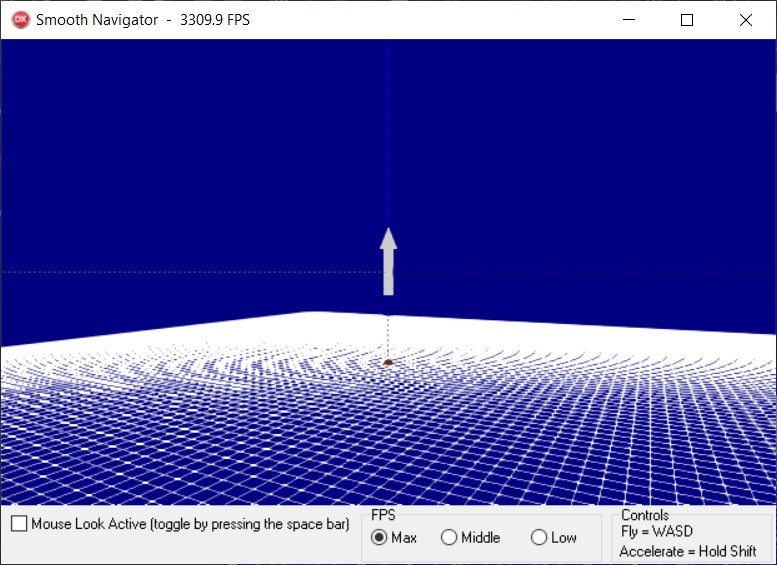 DX Smooth Navigator - 3309.9 FPS
Mouse Look Active (toggle by pressing the space bar)
FPS
Max Middle Low
Controls
Fly = WASD
Accelerate = Hold Shift